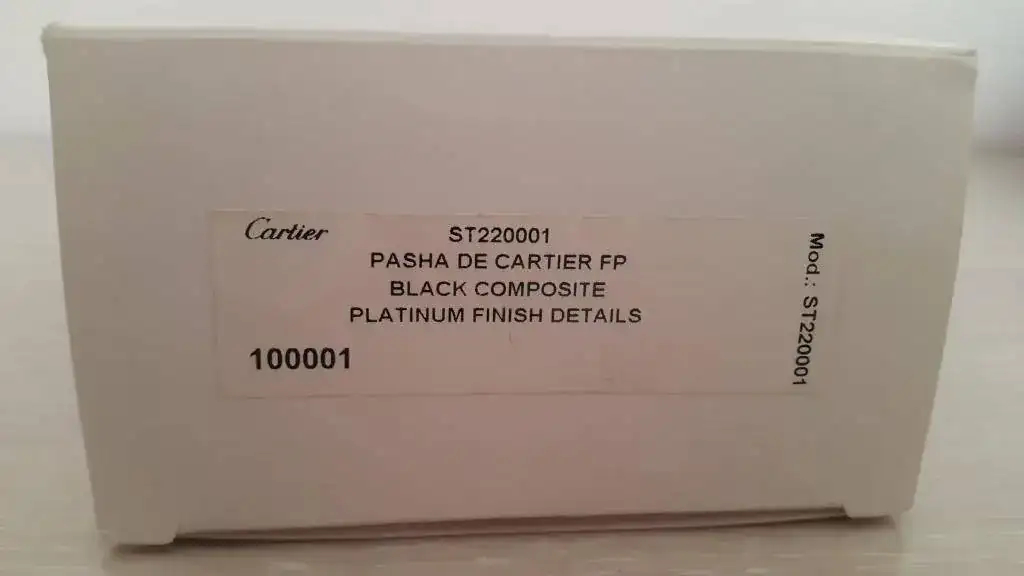 Cartier
ST220001
PASHA DE CARTIER FP
BLACK COMPOSITE
PLATINUM FINISH DETAILS
100001
Mod.: ST220001